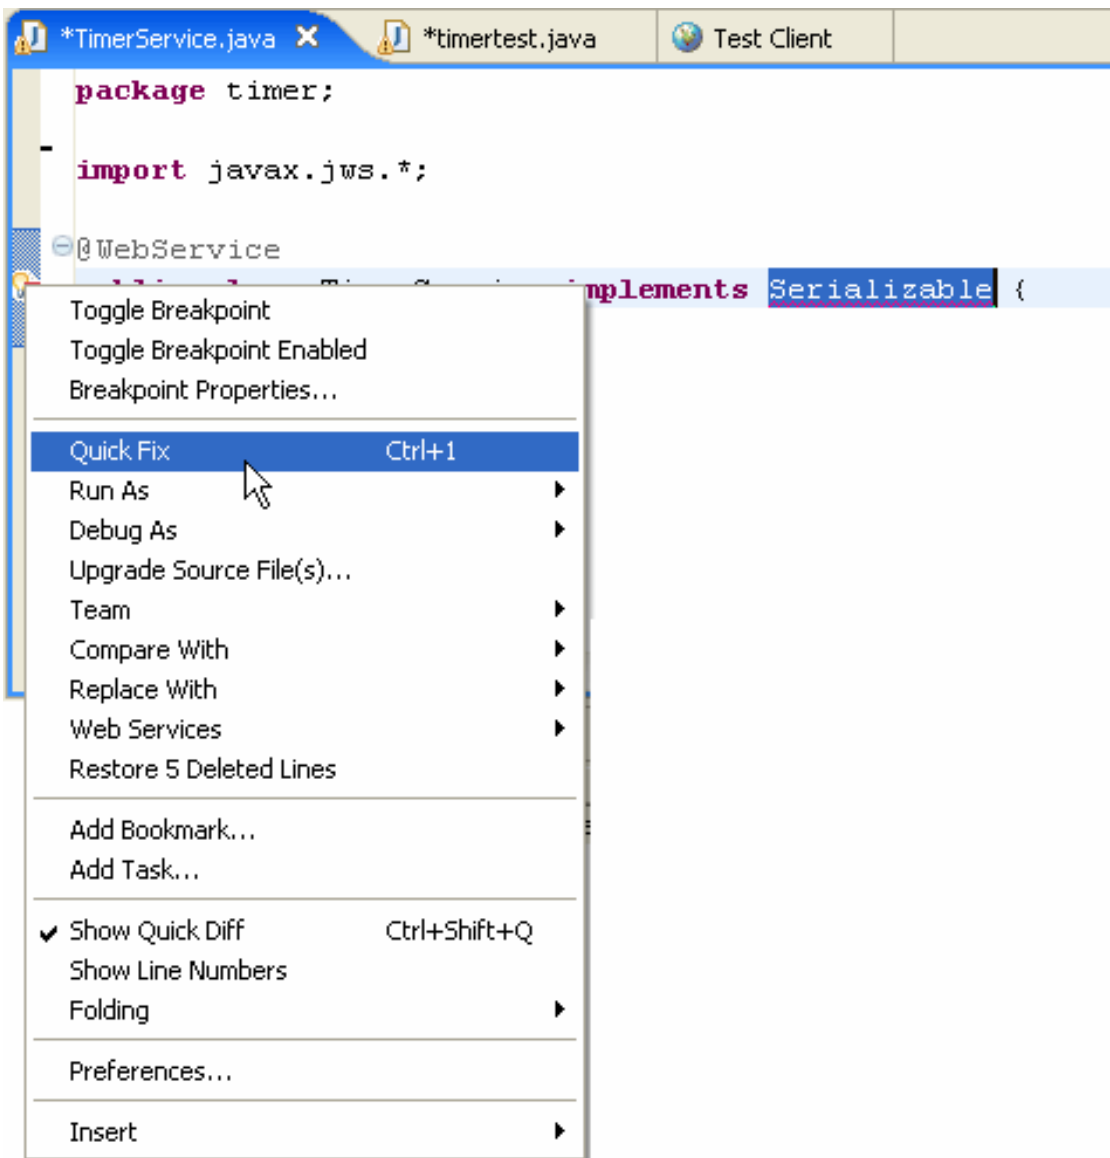 *TimerService.java *timertest.java Test Client
package timer;
import javax.jws.*;
@WebService
implements Serializable {
Toggle Breakpoint
Toggle Breakpoint Enabled
Breakpoint Properties...
Quick Fix Ctrl+1
Run As
Debug As
Upgrade Source File(s)...
Team
Compare With
Replace With
Web Services
Restore 5 Deleted Lines
Add Bookmark...
Add Task...
Show Quick Diff Ctrl+Shift+Q
Show Line Numbers
Folding
Preferences...
Insert